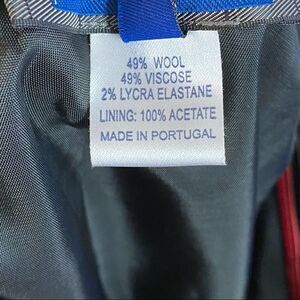 49% WOOL
49% VISCOSE
2% LYCRA ELASTANE
LINING: 100% ACETATE
MADE IN PORTUGAL